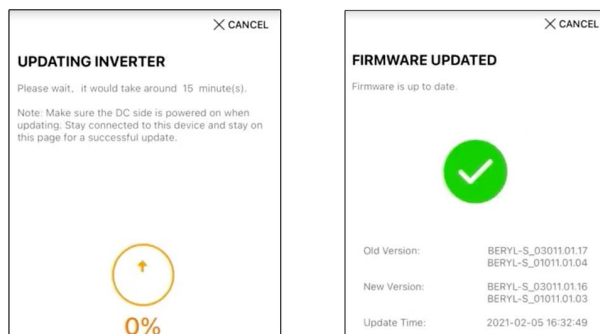 CANCEL
UPDATING INVERTER
Please wait, it would take around 15 minute(s).
Note: Make sure the DC side is powered on when
updating. Stay connected to this device and stay on
this page for a successful update.
0%
CANCEL
FIRMWARE UPDATED
Firmware is up to date.
Old Version: BERYL-S_03011.01.17
BERYL-S_01011.01.04
New Version: BERYL-S_03011.01.16
BERYL-S_01011.01.03
Update Time: 2021-02-05 16:32:49